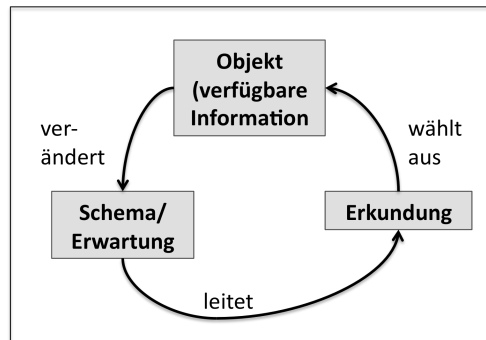 Objekt
(verfügbare
Information
ver-
ändert
wählt
aus
Schema/
Erwartung
Erkundung
leitet